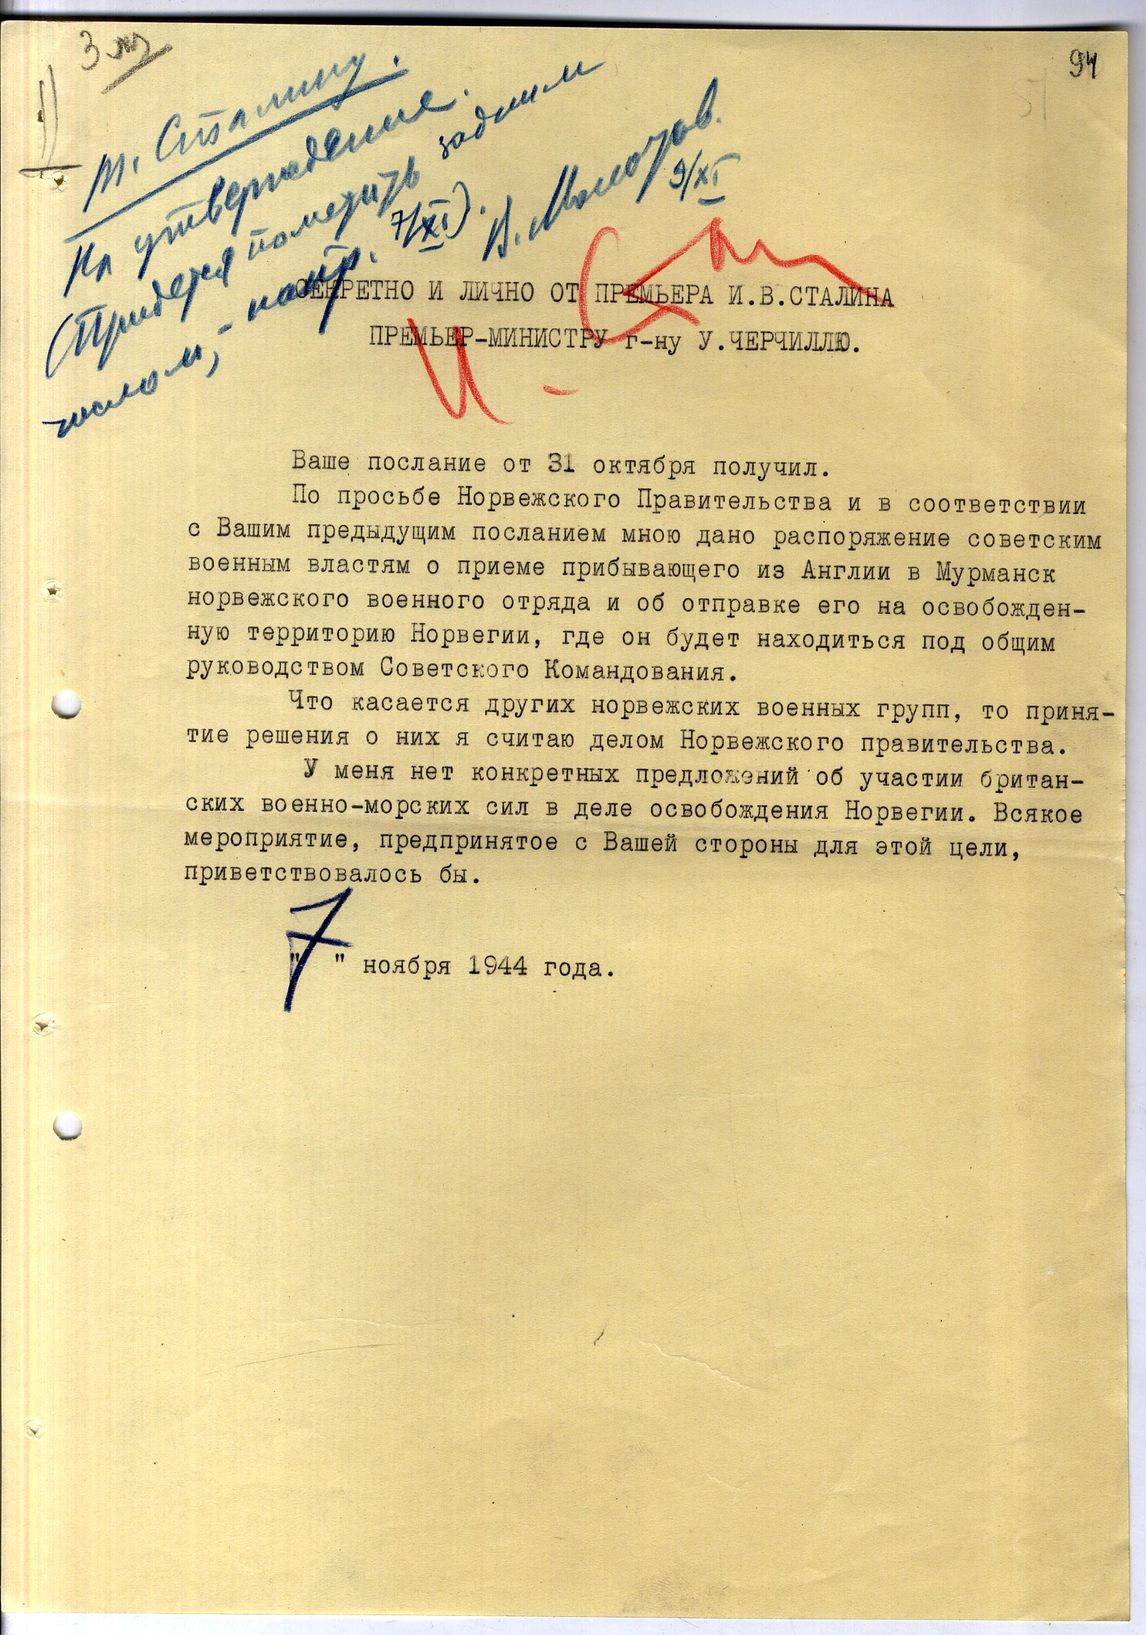 3
94
т. Сталину.
На утверждение.
(Придется пометить задним
числом, - напр. 7/XI).
В. Молотов.
9/XI
СЕКРЕТНО И ЛИЧНО ОТ ПРЕМЬЕРА И.В.СТАЛИНА
ПРЕМЬЕР-МИНИСТРУ г-ну У.ЧЕРЧИЛЛЮ.
И. Ст
Ваше послание от 31 октября получил.
По просьбе Норвежского Правительства и в соответствии
с Вашим предыдущим посланием мною дано распоряжение советским
военным властям о приеме прибывающего из Англии в Мурманск
норвежского военного отряда и об отправке его на освобожден-
ную территорию Норвегии, где он будет находиться под общим
руководством Советского Командования.
Что касается других норвежских военных групп, то приня-
тие решения о них я считаю делом Норвежского правительства.
У меня нет конкретных предложений об участии британ-
ских военно-морских сил в деле освобождения Норвегии. Всякое
мероприятие, предпринятое с Вашей стороны для этой цели,
приветствовалось бы.
"7" ноября 1944 года.